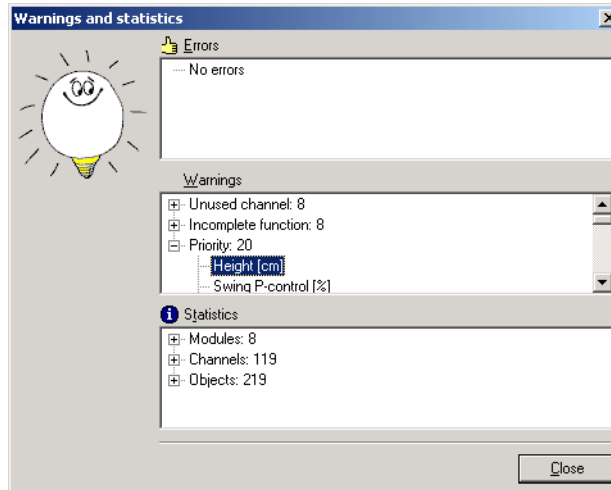 Warnings and statistics
Errors
No errors
Warnings
Unused channel: 8
Incomplete function: 8
Priority: 20
Height [cm]
Swing P-control [%]
Statistics
Modules: 8
Channels: 119
Objects: 219
Close